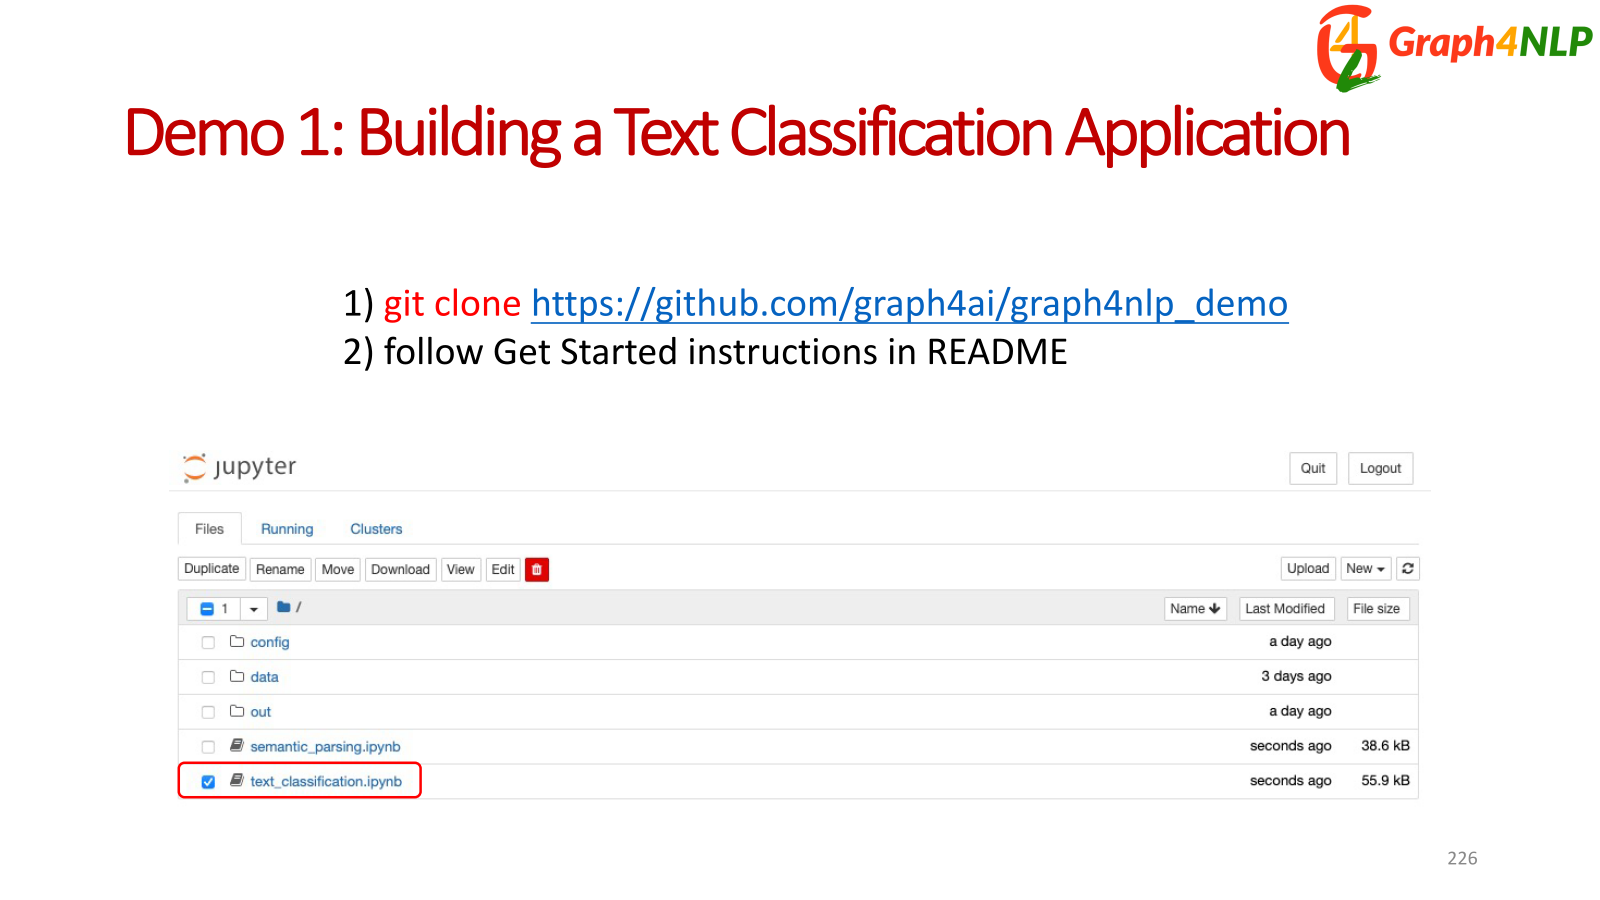 Graph4NLP
Demo 1: Building a Text Classification Application
1) git clone https://github.com/graph4ai/graph4nlp_demo
2) follow Get Started instructions in README
jupyter
Quit Logout
Files Running Clusters
Duplicate Rename Move Download View Edit Upload New
1 / Name Last Modified File size
config a day ago
data 3 days ago
out a day ago
semantic_parsing.ipynb seconds ago 38.6 kB
text_classification.ipynb seconds ago 55.9 kB
226